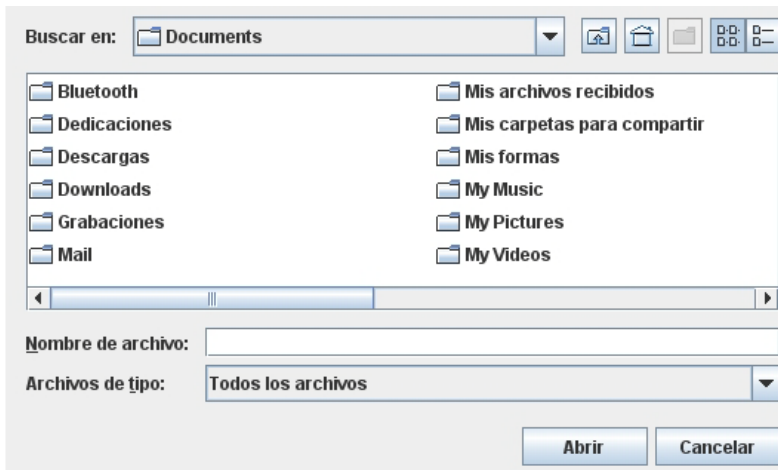 Buscar en: Documents
Bluetooth
Dedicaciones
Descargas
Downloads
Grabaciones
Mail
Mis archivos recibidos
Mis carpetas para compartir
Mis formas
My Music
My Pictures
My Videos
Nombre de archivo:
Archivos de tipo: Todos los archivos
Abrir Cancelar